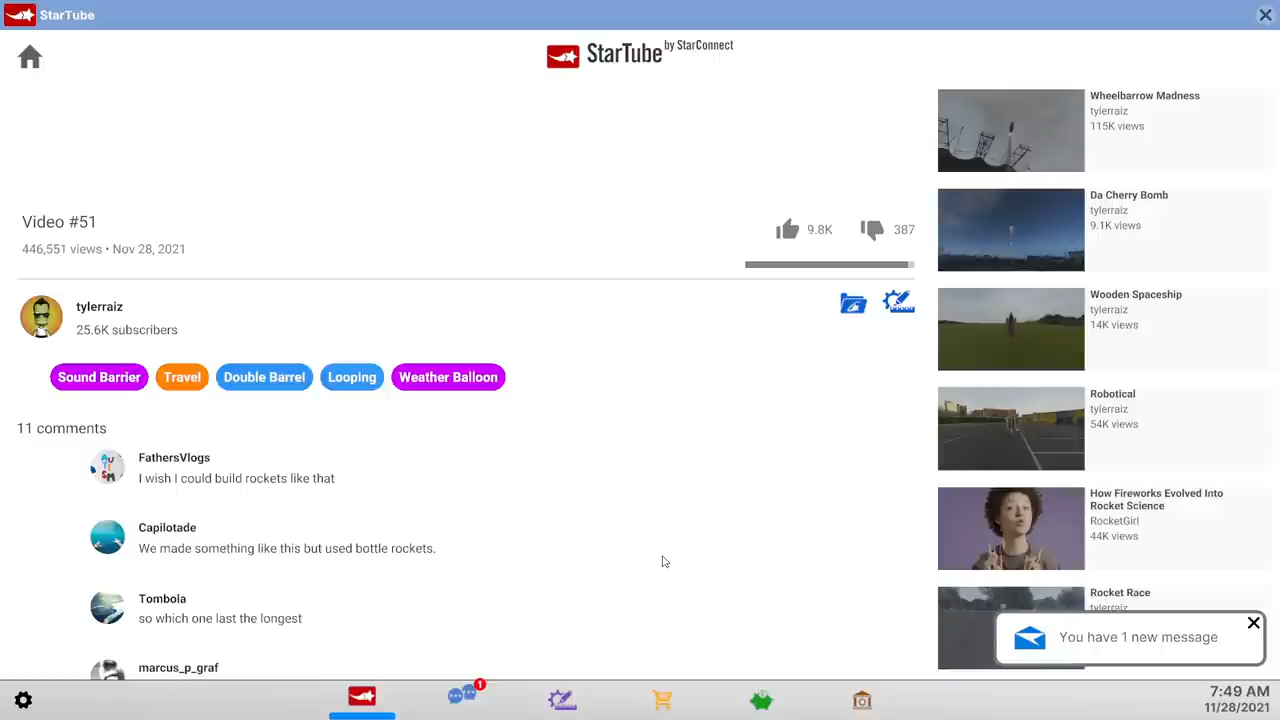 StarTube
StarTube by StarConnect
Video #51
446,551 views • Nov 28, 2021
9.8K
387
tylerraiz
25.6K subscribers
Sound Barrier
Travel
Double Barrel
Looping
Weather Balloon
11 comments
FathersVlogs
I wish I could build rockets like that
Capilotade
We made something like this but used bottle rockets.
Tombola
so which one last the longest
marcus_p_graf
Wheelbarrow Madness
tylerraiz
115K views
Da Cherry Bomb
tylerraiz
9.1K views
Wooden Spaceship
tylerraiz
14K views
Robotical
tylerraiz
54K views
How Fireworks Evolved Into
Rocket Science
RocketGirl
44K views
Rocket Race
tylerraiz
You have 1 new message
1
7:49 AM
11/28/2021